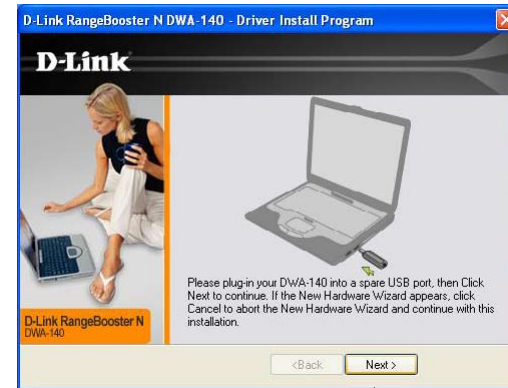 D-Link RangeBooster N DWA-140 - Driver Install Program
D-Link
Please plug-in your DWA-140 into a spare USB port, then Click
Next to continue. If the New Hardware Wizard appears, click
Cancel to abort the New Hardware Wizard and continue with this
installation.
D-Link RangeBooster N
DWA-140
<Back
Next >